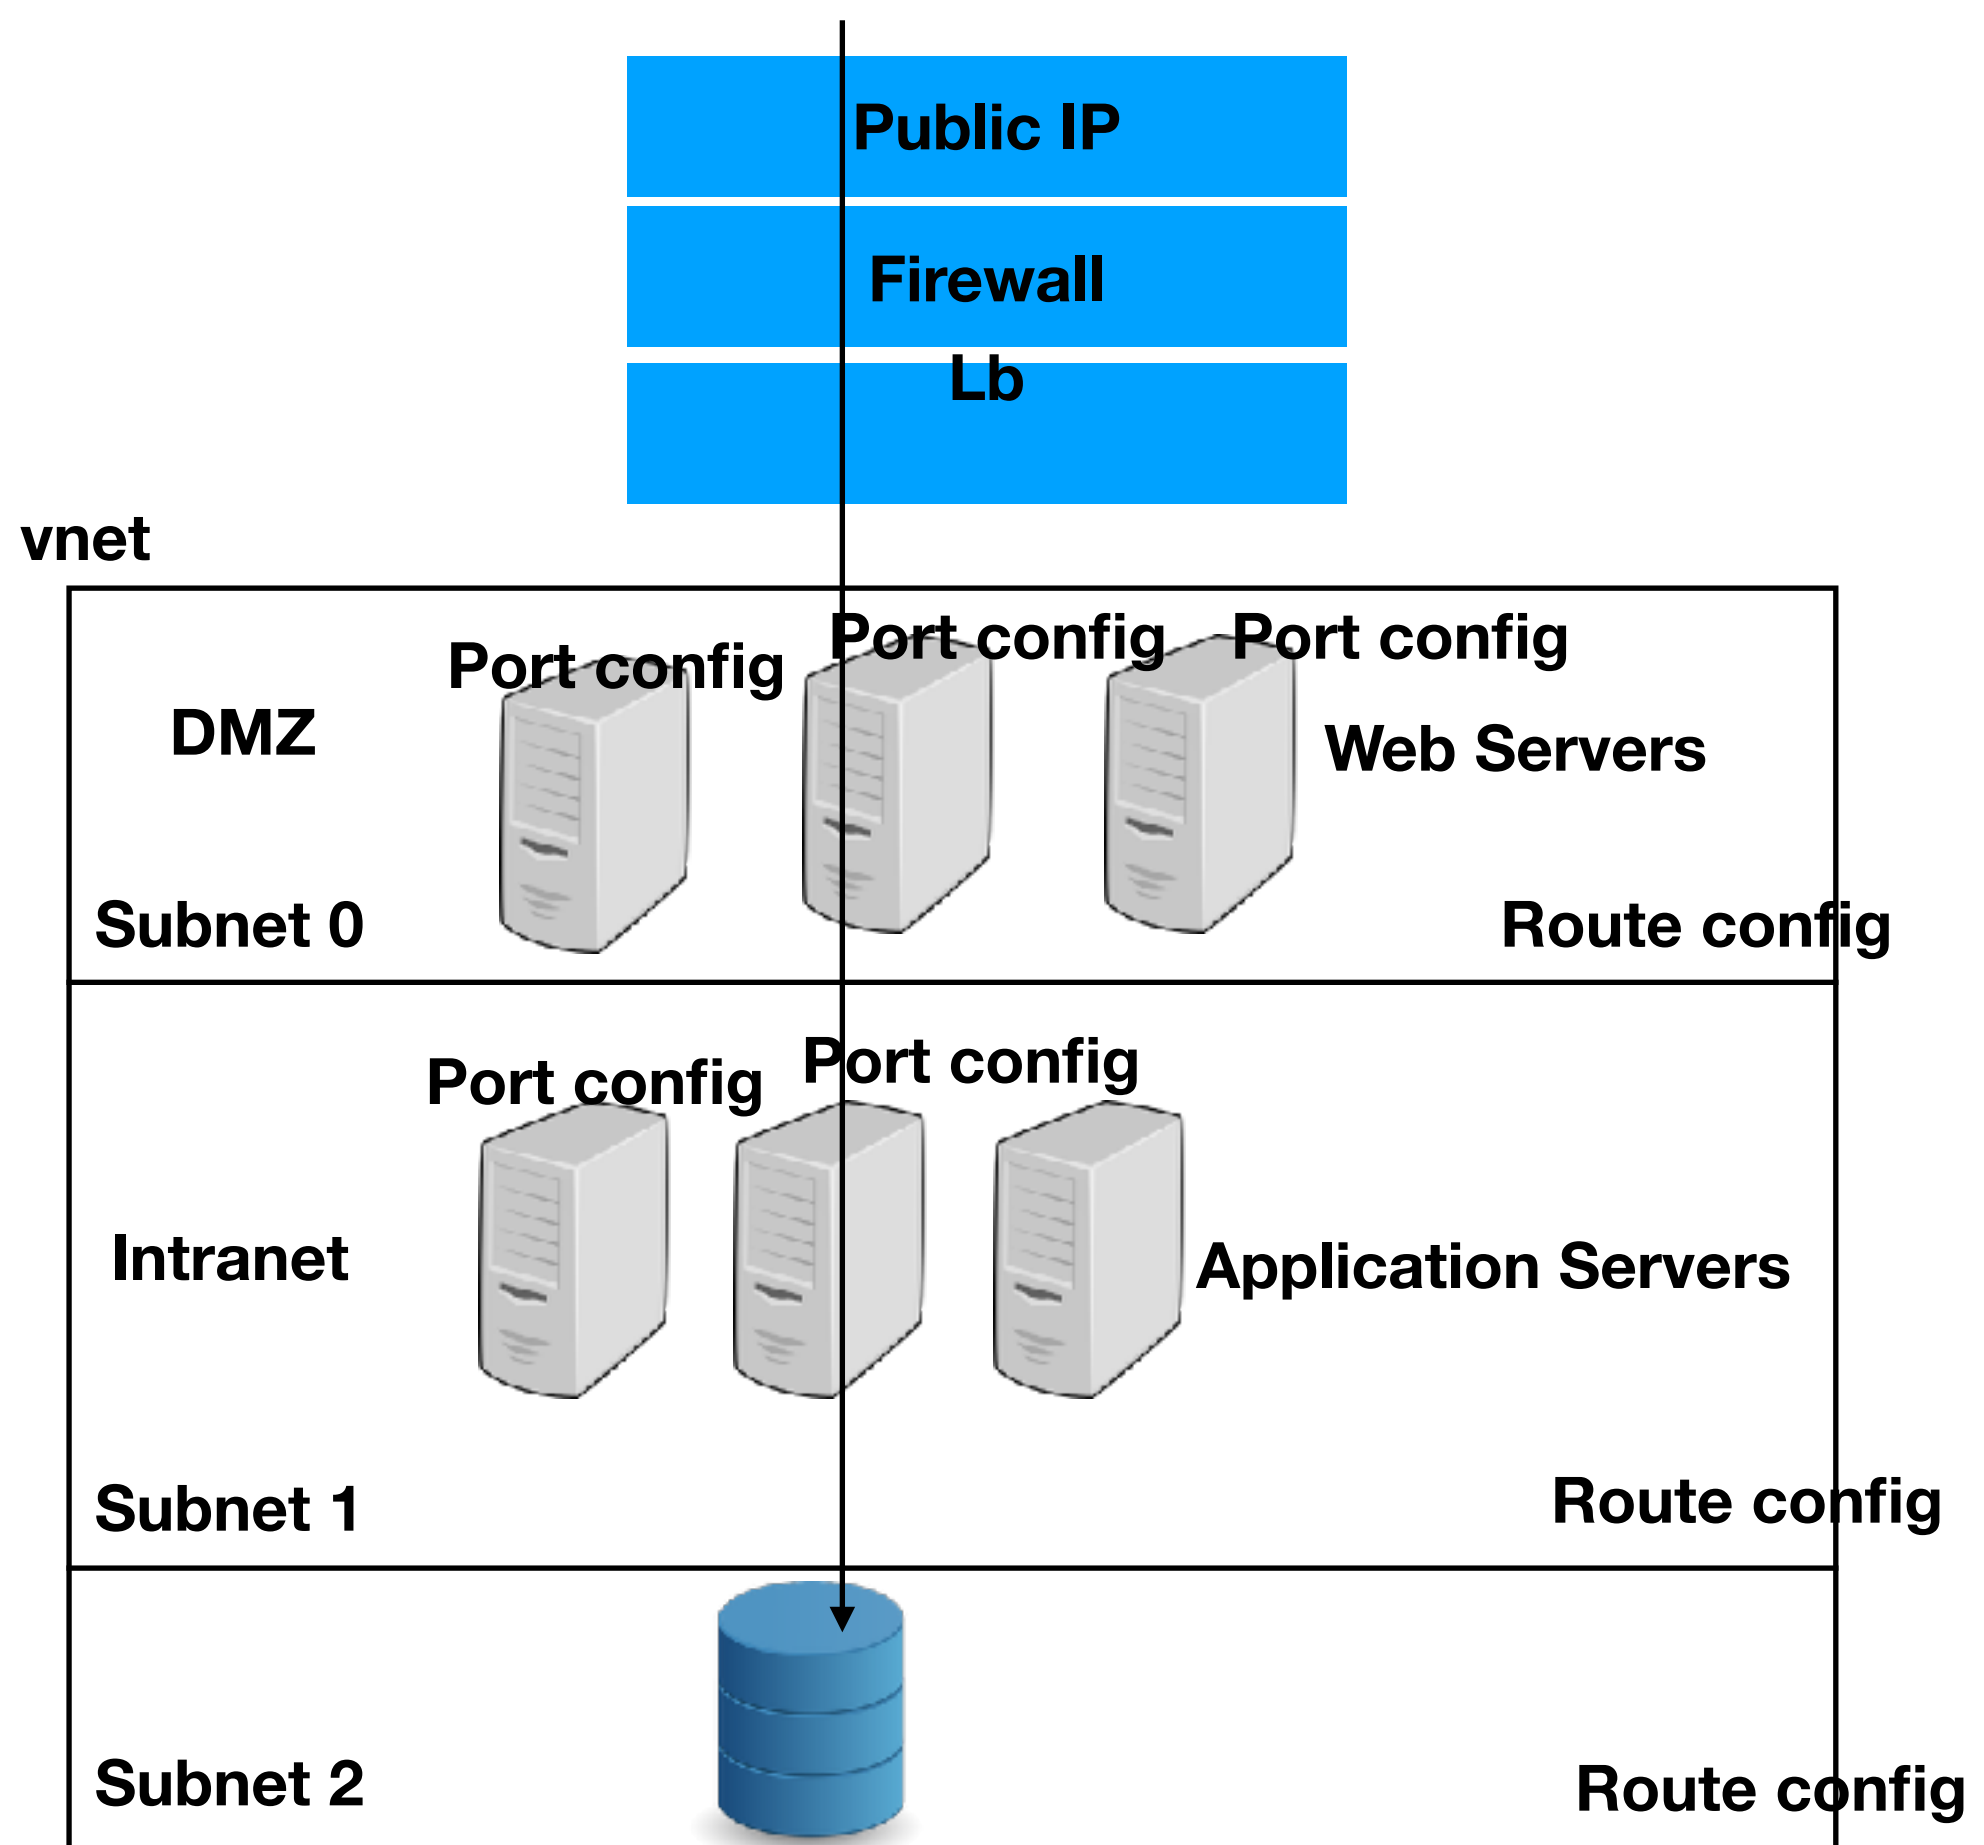 Public IP
Firewall
Lb
vnet
Port config
Port config
Port config
DMZ
Web Servers
Subnet 0
Route config
Port config
Port config
Intranet
Application Servers
Subnet 1
Route config
Subnet 2
Route config